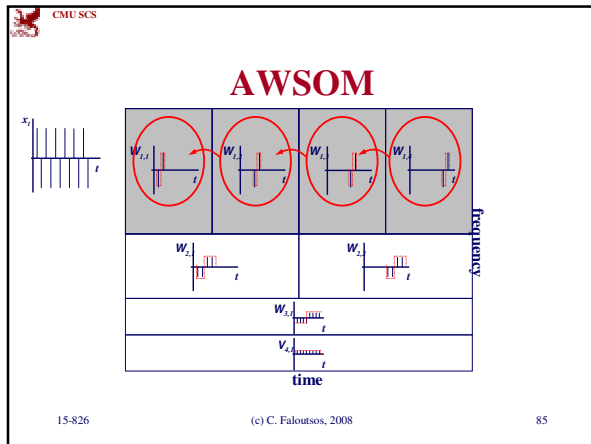 CMU SCS
AWSOM
xt
t
W1,1
t
W1,2
t
W1,3
t
W1,4
t
frequency
W2,1
t
W2,2
t
W3,1
t
V4,1
t
time
15-826
(c) C. Faloutsos, 2008
85